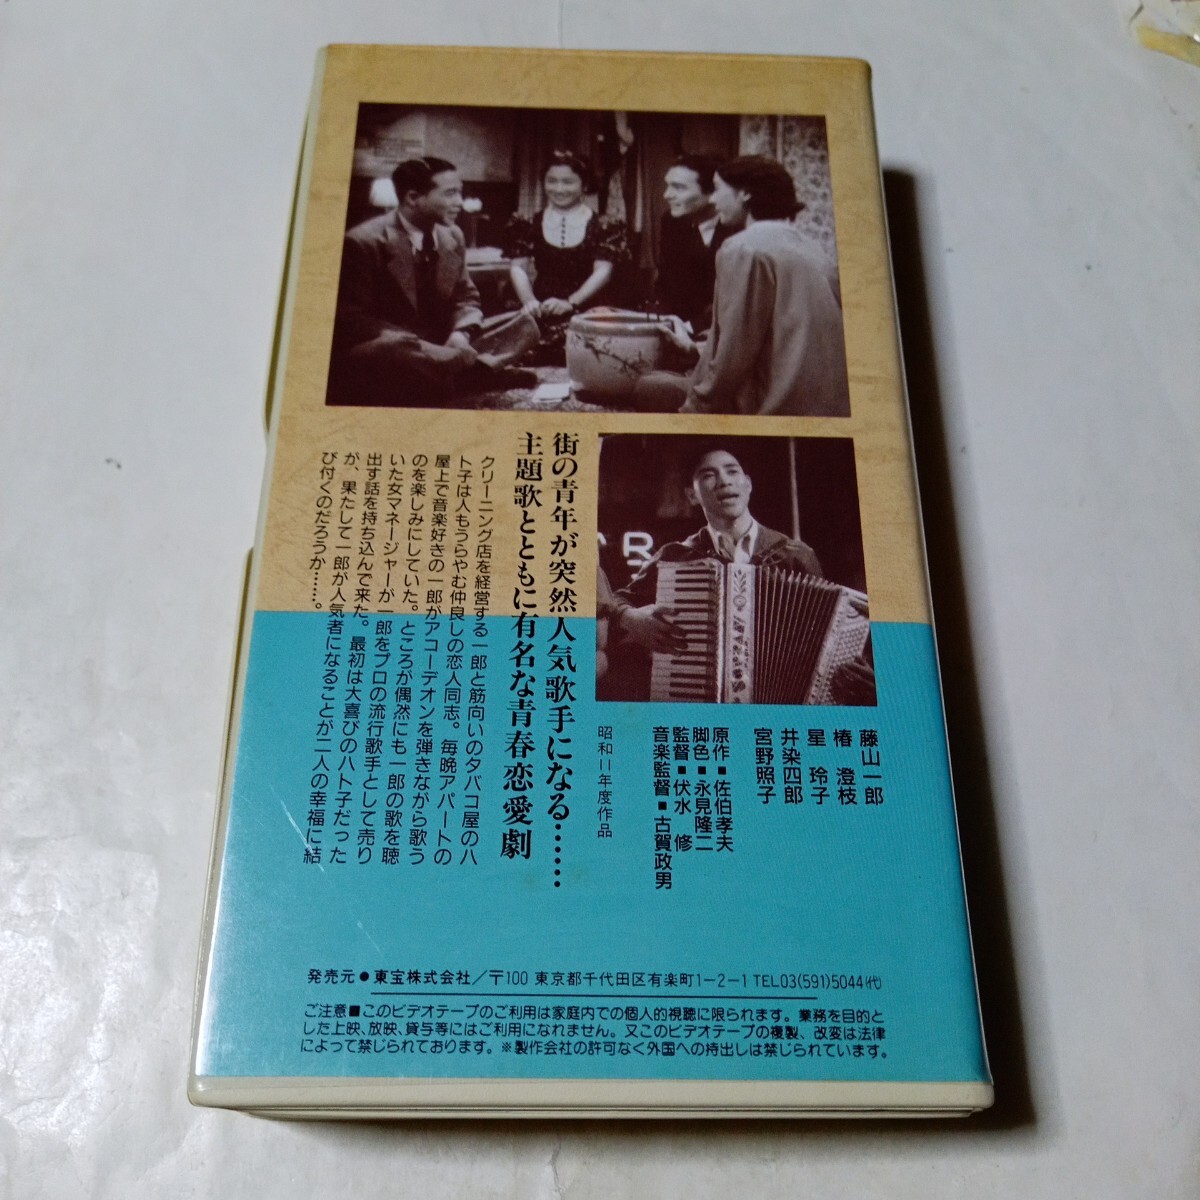 藤山一郎
椿　澄枝
星　玲子
井染四郎
宮野照子
原作■佐伯孝夫
脚色■永見隆二
監督■伏水　修
音楽監督■古賀政男
昭和11年度作品
街の青年が突然人気歌手になる……
主題歌とともに有名な青春恋愛劇
クリーニング店を経営する一郎と筋向いのタバコ屋のハ
ト子は人もうらやむ仲良しの恋人同志。毎晩アパートの
屋上で音楽好きの一郎がアコーデオンを弾きながら歌う
のを楽しみにしていた。ところが偶然にも一郎の歌を聴
いた女マネージャーが一郎をプロの流行歌手として売り
出す話を持ち込んで来た。最初は大喜びのハト子だった
が、果たして一郎が人気者になることが二人の幸福に結
び付くのだろうか……。
発売元●東宝株式会社／〒100 東京都千代田区有楽町1-2-1 TEL03(591)5044(代)
ご注意■このビデオテープのご利用は家庭内での個人的視聴に限られます。業務を目的と
した上映、放映、貸与等にはご利用になれません。又このビデオテープの複製、改変は法律
によって禁じられております。※製作会社の許可なく外国への持出しは禁じられています。